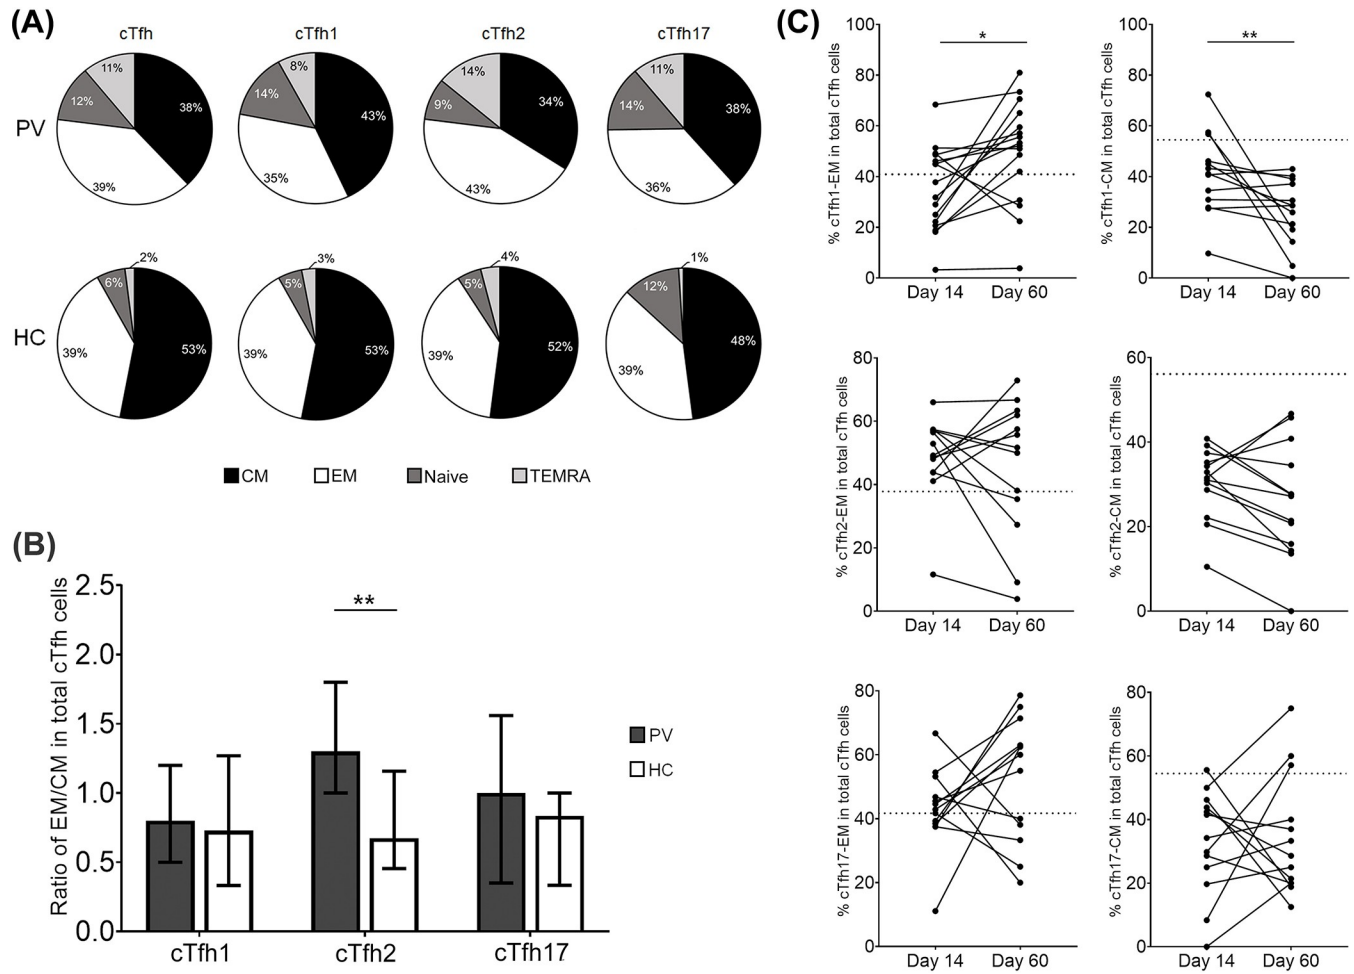 (A)
cTfh
cTfh1
cTfh2
cTfh17
PV
11%
12%
38%
39%
8%
14%
43%
35%
14%
9%
34%
43%
11%
14%
38%
36%
HC
2%
6%
53%
39%
3%
5%
53%
39%
4%
5%
52%
39%
1%
12%
48%
39%
CM
EM
Naive
TEMRA
(B)
Ratio of EM/CM in total cTfh cells
2.5
2.0
1.5
1.0
0.5
0.0
**
cTfh1
cTfh2
cTfh17
PV
HC
(C)
% cTfh1-EM in total cTfh cells
100
80
60
40
20
0
*
Day 14
Day 60
% cTfh1-CM in total cTfh cells
100
80
60
40
20
0
**
Day 14
Day 60
% cTfh2-EM in total cTfh cells
80
60
40
20
0
Day 14
Day 60
% cTfh2-CM in total cTfh cells
60
40
20
0
Day 14
Day 60
% cTfh17-EM in total cTfh cells
80
60
40
20
0
Day 14
Day 60
% cTfh17-CM in total cTfh cells
80
60
40
20
0
Day 14
Day 60